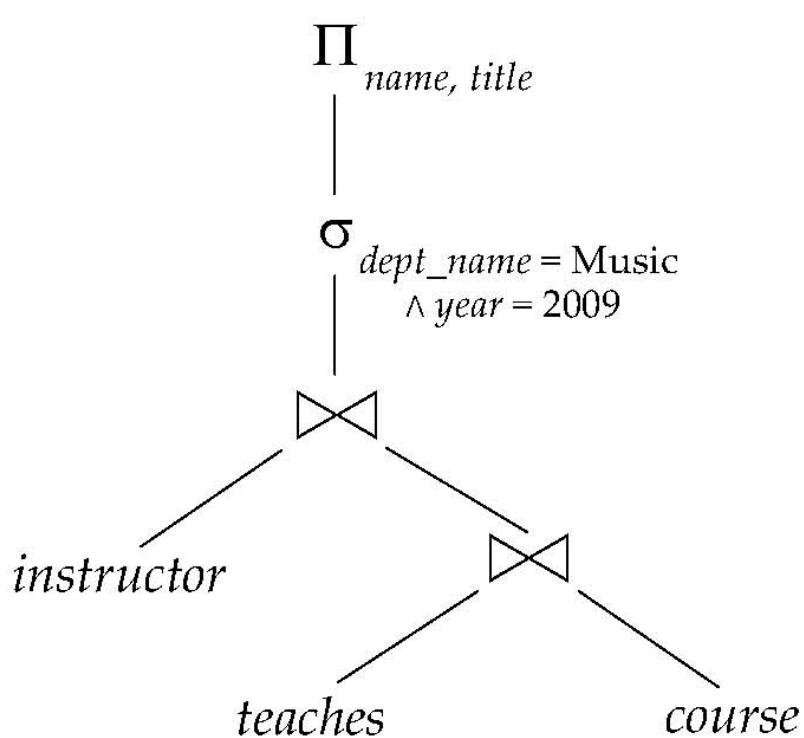 Π name, title
σ dept_name = Music
∧ year = 2009
⋈
instructor
⋈
teaches
course